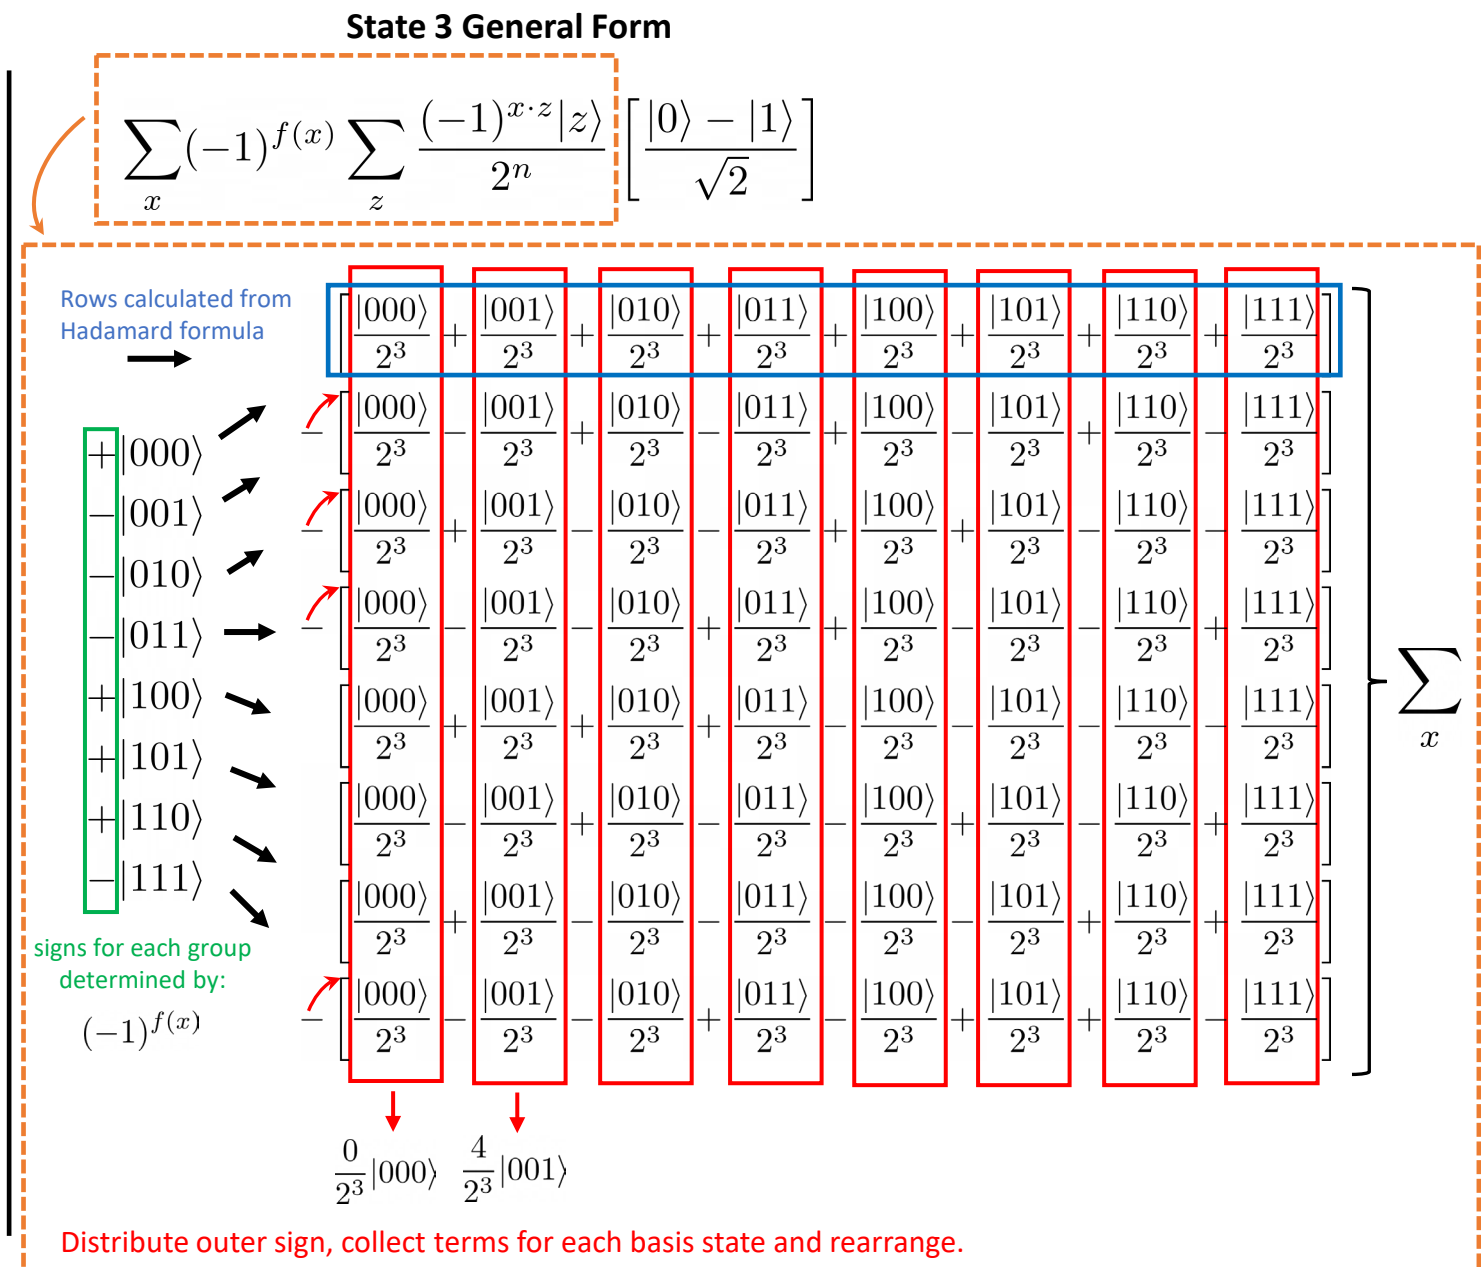 State 3 General Form
\sum_{x} (-1)^{f(x)} \sum_{z} \frac{(-1)^{x \cdot z} |z\rangle}{2^n} \left[ \frac{|0\rangle - |1\rangle}{\sqrt{2}} \right]
Rows calculated from
Hadamard formula
+|000⟩
−|001⟩
−|010⟩
−|011⟩
+|100⟩
+|101⟩
+|110⟩
−|111⟩
signs for each group
determined by:
(-1)^{f(x)}
[ |000⟩/2^3 + |001⟩/2^3 + |010⟩/2^3 + |011⟩/2^3 + |100⟩/2^3 + |101⟩/2^3 + |110⟩/2^3 + |111⟩/2^3 ]
− [ |000⟩/2^3 − |001⟩/2^3 + |010⟩/2^3 − |011⟩/2^3 + |100⟩/2^3 − |101⟩/2^3 + |110⟩/2^3 − |111⟩/2^3 ]
− [ |000⟩/2^3 + |001⟩/2^3 − |010⟩/2^3 − |011⟩/2^3 + |100⟩/2^3 + |101⟩/2^3 − |110⟩/2^3 − |111⟩/2^3 ]
− [ |000⟩/2^3 − |001⟩/2^3 − |010⟩/2^3 + |011⟩/2^3 + |100⟩/2^3 − |101⟩/2^3 − |110⟩/2^3 + |111⟩/2^3 ]
[ |000⟩/2^3 + |001⟩/2^3 + |010⟩/2^3 + |011⟩/2^3 − |100⟩/2^3 − |101⟩/2^3 − |110⟩/2^3 − |111⟩/2^3 ]
[ |000⟩/2^3 − |001⟩/2^3 + |010⟩/2^3 − |011⟩/2^3 − |100⟩/2^3 + |101⟩/2^3 − |110⟩/2^3 + |111⟩/2^3 ]
[ |000⟩/2^3 + |001⟩/2^3 − |010⟩/2^3 − |011⟩/2^3 − |100⟩/2^3 − |101⟩/2^3 + |110⟩/2^3 + |111⟩/2^3 ]
− [ |000⟩/2^3 − |001⟩/2^3 − |010⟩/2^3 + |011⟩/2^3 − |100⟩/2^3 + |101⟩/2^3 + |110⟩/2^3 − |111⟩/2^3 ]
\sum_{x}
0/2^3 |000⟩ 4/2^3 |001⟩
Distribute outer sign, collect terms for each basis state and rearrange.